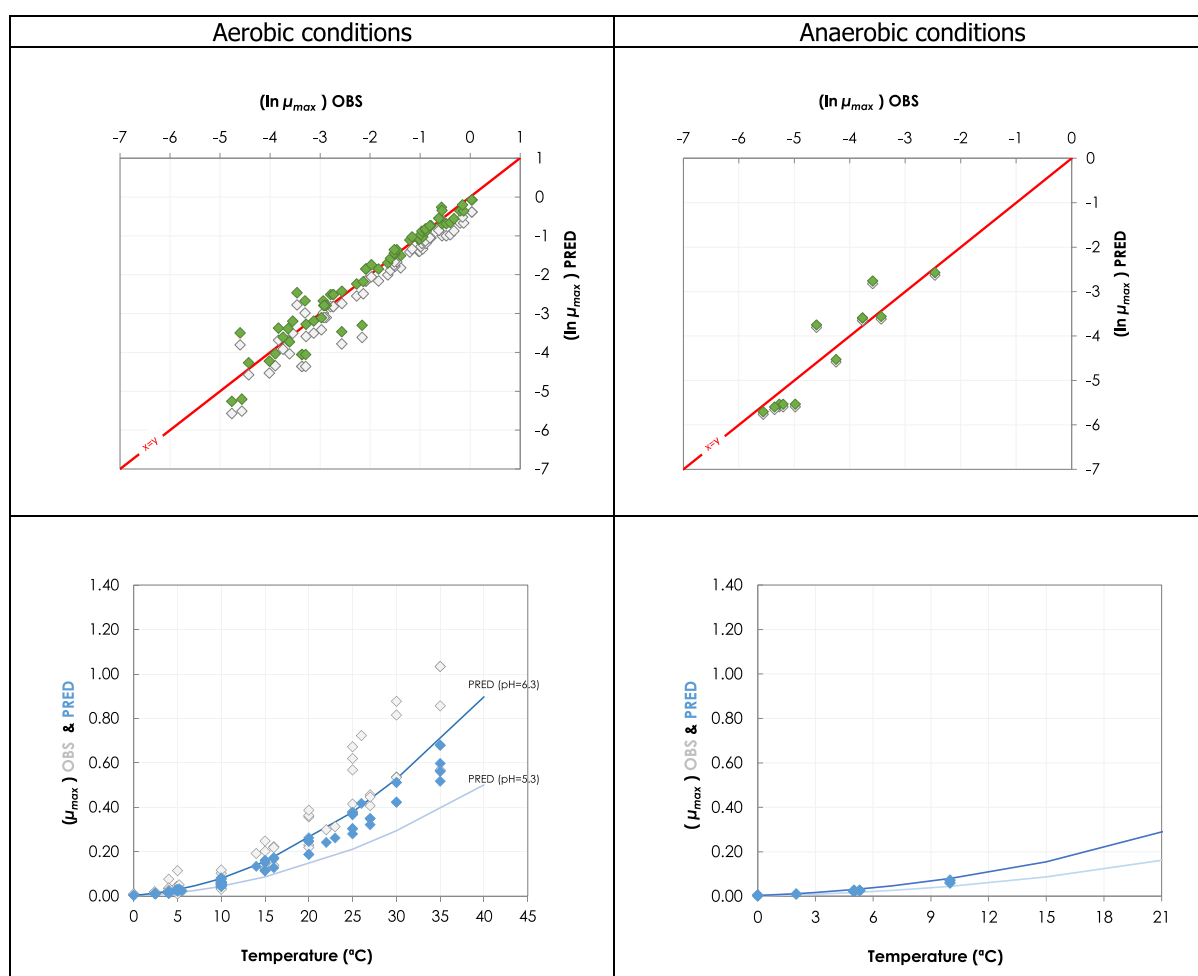 Aerobic conditions
Anaerobic conditions
(ln μmax ) OBS
-7 -6 -5 -4 -3 -2 -1 0 1
1
0
-1
-2
-3
-4
-5
-6
-7
(ln μmax ) PRED
x=y
(ln μmax ) OBS
-7 -6 -5 -4 -3 -2 -1 0
0
-1
-2
-3
-4
-5
-6
-7
(ln μmax ) PRED
x=y
(μmax ) OBS & PRED
1.40
1.20
1.00
0.80
0.60
0.40
0.20
0.00
PRED (pH=6.3)
PRED (pH=5.3)
0 5 10 15 20 25 30 35 40 45
Temperature (ªC)
( μmax ) OBS & PRED
1.40
1.20
1.00
0.80
0.60
0.40
0.20
0.00
0 3 6 9 12 15 18 21
Temperature (ªC)